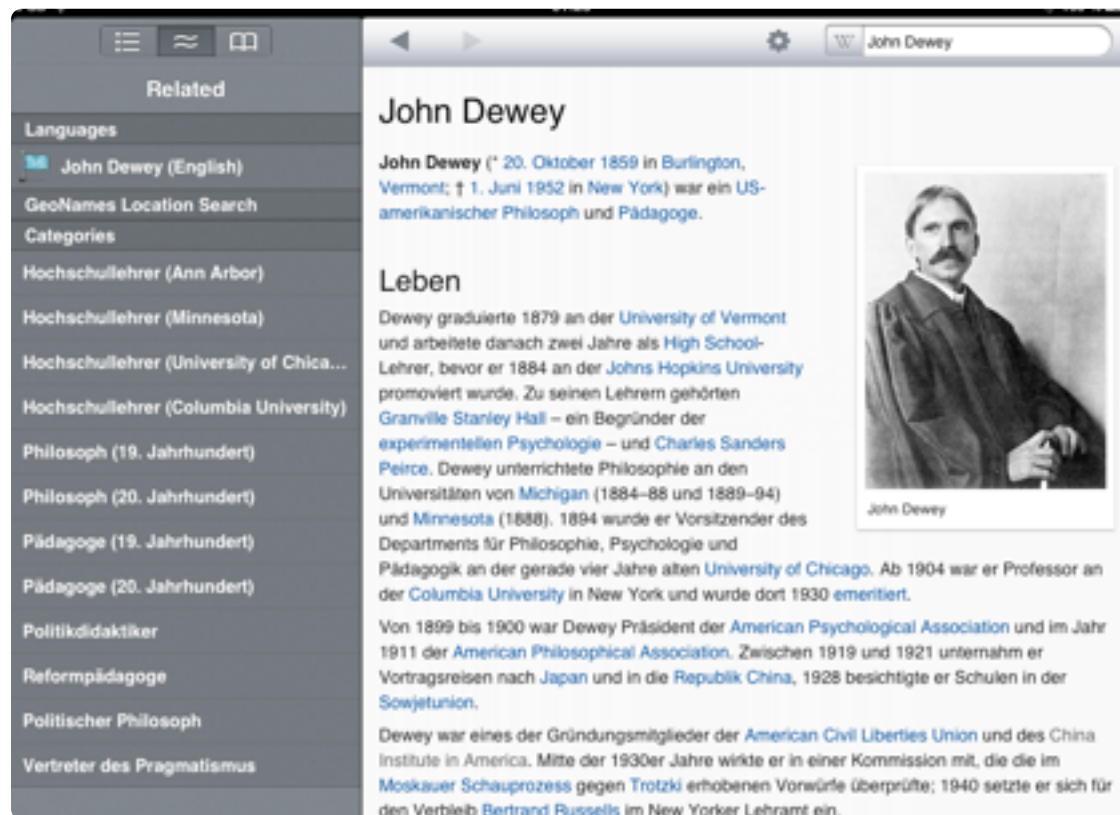 John Dewey
Related
Languages
John Dewey (English)
GeoNames Location Search
Categories
Hochschullehrer (Ann Arbor)
Hochschullehrer (Minnesota)
Hochschullehrer (University of Chica...
Hochschullehrer (Columbia University)
Philosoph (19. Jahrhundert)
Philosoph (20. Jahrhundert)
Pädagoge (19. Jahrhundert)
Pädagoge (20. Jahrhundert)
Politikdidaktiker
Reformpädagoge
Politischer Philosoph
Vertreter des Pragmatismus
John Dewey
John Dewey (* 20. Oktober 1859 in Burlington,
Vermont; † 1. Juni 1952 in New York) war ein US-
amerikanischer Philosoph und Pädagoge.
Leben
Dewey graduierte 1879 an der University of Vermont
und arbeitete danach zwei Jahre als High School-
Lehrer, bevor er 1884 an der Johns Hopkins University
promoviert wurde. Zu seinen Lehrern gehörten
Granville Stanley Hall – ein Begründer der
experimentellen Psychologie – und Charles Sanders
Peirce. Dewey unterrichtete Philosophie an den
Universitäten von Michigan (1884–88 und 1889–94)
und Minnesota (1888). 1894 wurde er Vorsitzender des
Departments für Philosophie, Psychologie und
Pädagogik an der gerade vier Jahre alten University of Chicago. Ab 1904 war er Professor an
der Columbia University in New York und wurde dort 1930 emeritiert.
John Dewey
Von 1899 bis 1900 war Dewey Präsident der American Psychological Association und im Jahr
1911 der American Philosophical Association. Zwischen 1919 und 1921 unternahm er
Vortragsreisen nach Japan und in die Republik China, 1928 besichtigte er Schulen in der
Sowjetunion.
Dewey war eines der Gründungsmitglieder der American Civil Liberties Union und des China
Institute in America. Mitte der 1930er Jahre wirkte er in einer Kommission mit, die die im
Moskauer Schauprozess gegen Trotzki erhobenen Vorwürfe überprüfte; 1940 setzte er sich für
den Verbleib Bertrand Russells im New Yorker Lehramt ein.